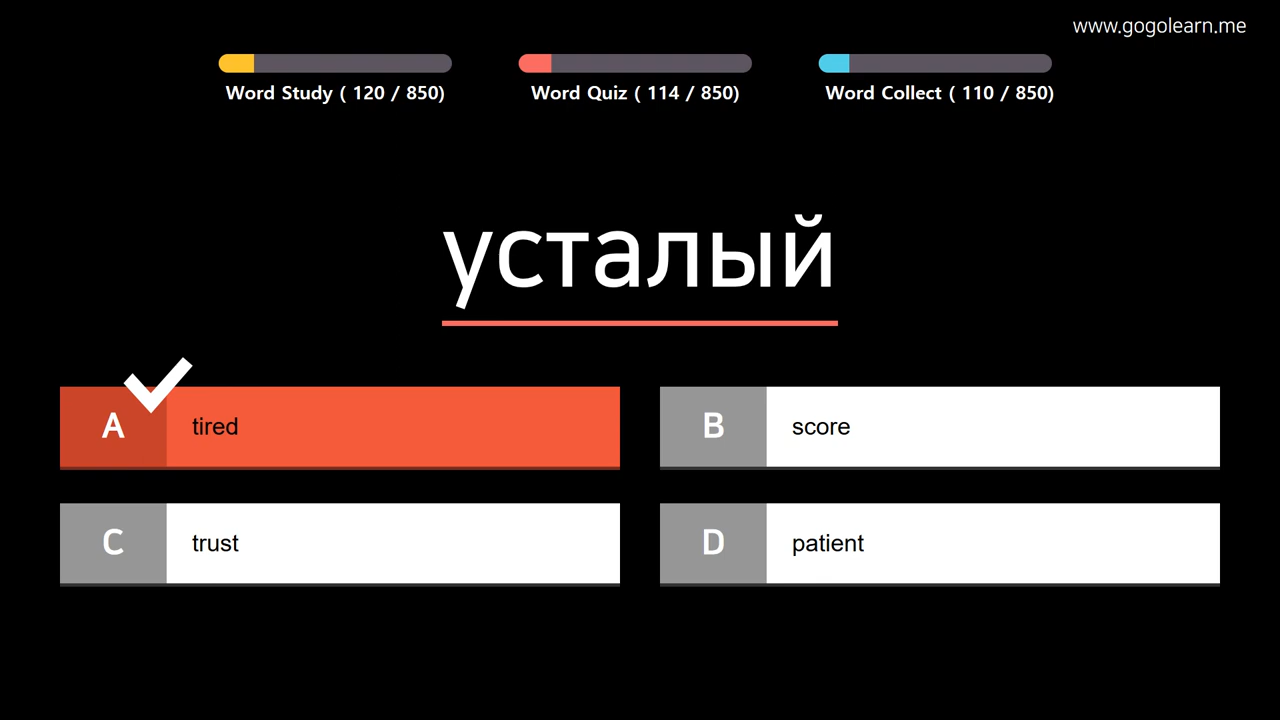 www.gogolearn.me
Word Study ( 120 / 850)
Word Quiz ( 114 / 850)
Word Collect ( 110 / 850)
усталый
A tired
B score
C trust
D patient